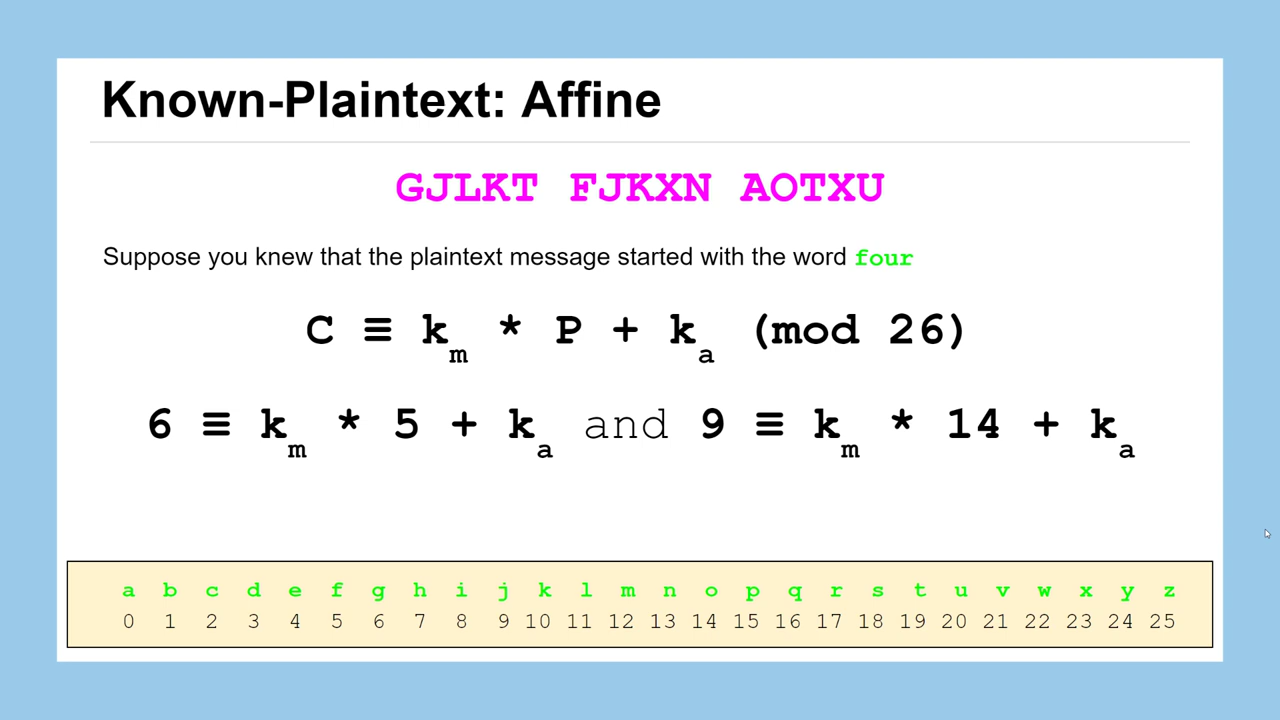 Known-Plaintext: Affine
GJLKT FJKXN AOTXU
Suppose you knew that the plaintext message started with the word four
C ≡ kₘ * P + kₐ (mod 26)
6 ≡ kₘ * 5 + kₐ and 9 ≡ kₘ * 14 + kₐ
a b c d e f g h i j k l m n o p q r s t u v w x y z
0 1 2 3 4 5 6 7 8 9 10 11 12 13 14 15 16 17 18 19 20 21 22 23 24 25